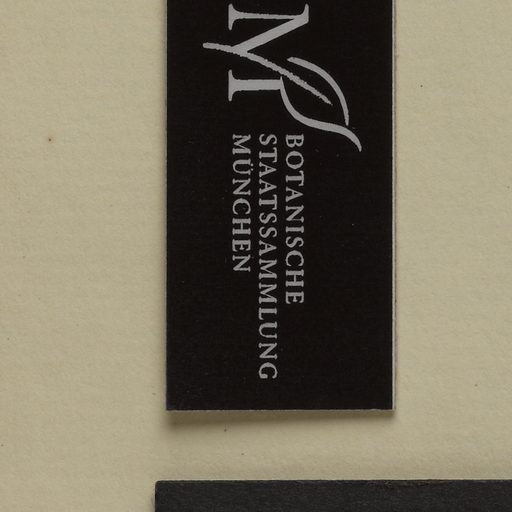 M
BOTANISCHE
STAATSSAMMLUNG
MÜNCHEN